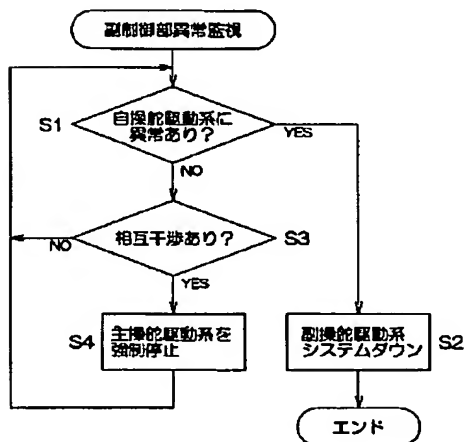 副制御部異常監視
S1
自操舵駆動系に
異常あり?
YES
NO
相互干渉あり?
S3
NO
YES
S4
主操舵駆動系を
強制停止
副操舵駆動系
システムダウン
S2
エンド